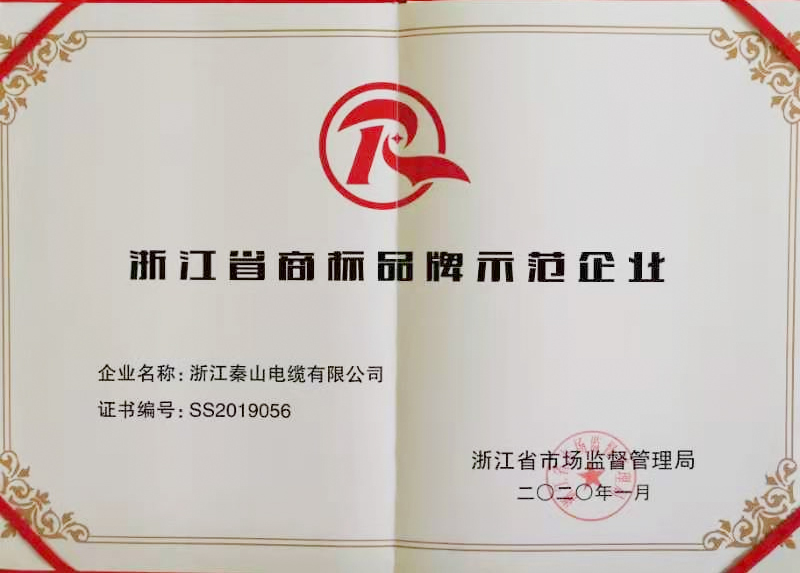 浙江省商标品牌示范企业
企业名称：浙江秦山电缆有限公司
证书编号：SS2019056
浙江省市场监督管理局
二〇二〇年一月